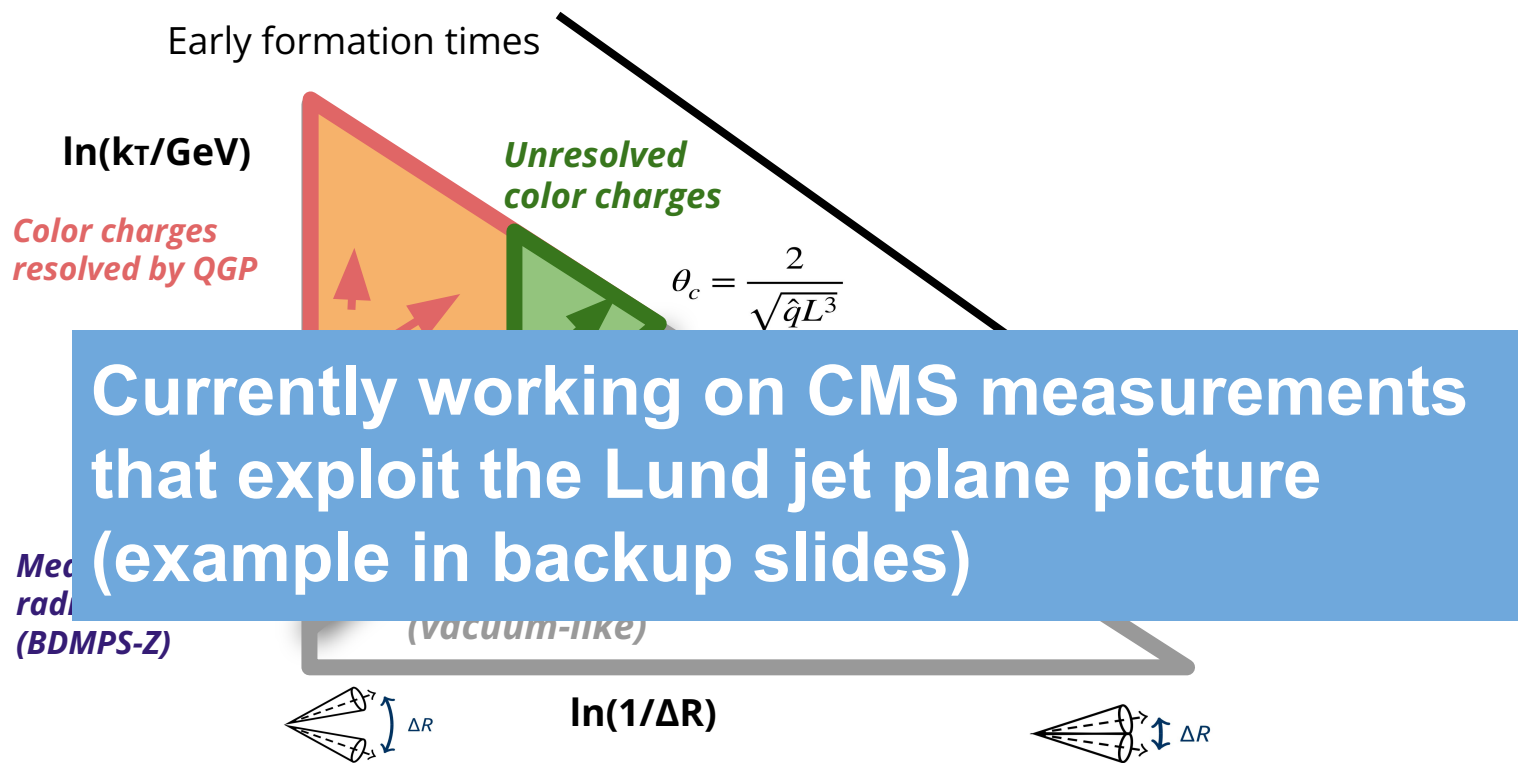 Early formation times
ln(kT/GeV)
Unresolved
color charges
Color charges
resolved by QGP
θc = 2 / √(q̂L³)
Currently working on CMS measurements
that exploit the Lund jet plane picture
(example in backup slides)
(BDMPS-Z)
(vacuum-like)
ln(1/ΔR)
ΔR
ΔR